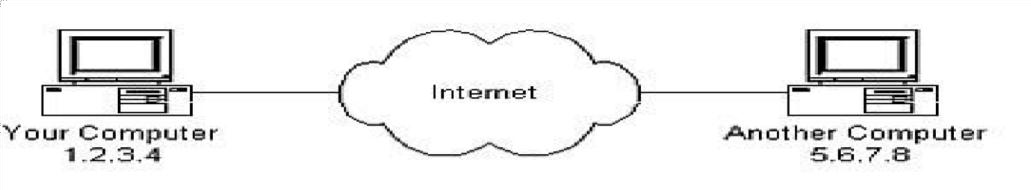 Internet
Your Computer
1.2.3.4
Another Computer
5.6.7.8